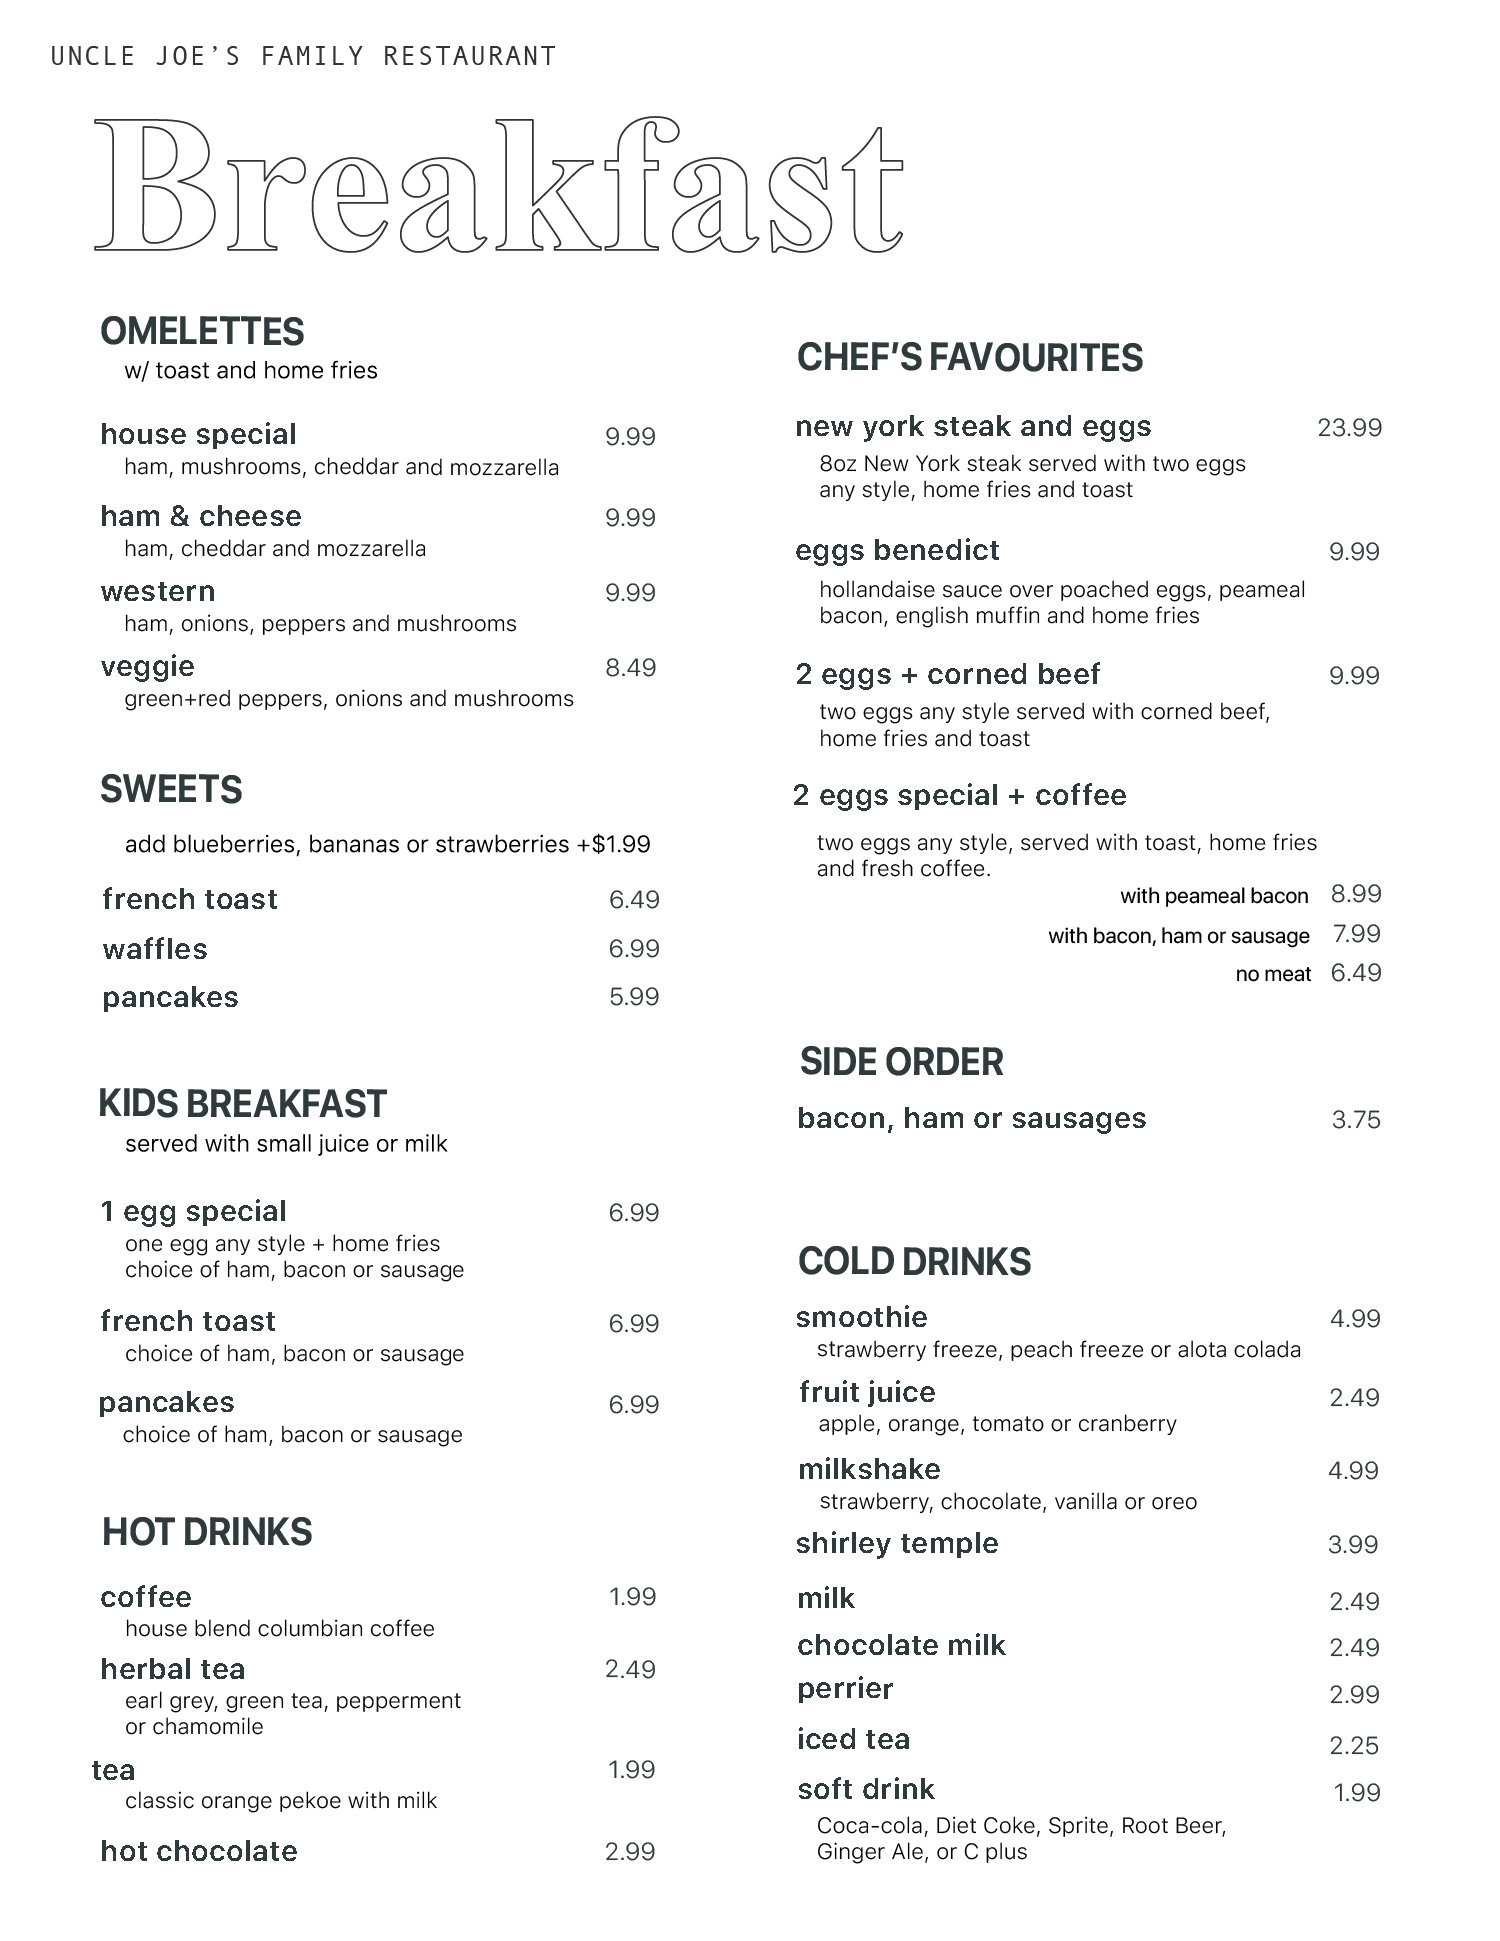 UNCLE JOE'S FAMILY RESTAURANT
Breakfast
OMELETTES
w/ toast and home fries
house special 9.99
ham, mushrooms, cheddar and mozzarella
ham & cheese 9.99
ham, cheddar and mozzarella
western 9.99
ham, onions, peppers and mushrooms
veggie 8.49
green+red peppers, onions and mushrooms
SWEETS
add blueberries, bananas or strawberries +$1.99
french toast 6.49
waffles 6.99
pancakes 5.99
KIDS BREAKFAST
served with small juice or milk
1 egg special 6.99
one egg any style + home fries
choice of ham, bacon or sausage
french toast 6.99
choice of ham, bacon or sausage
pancakes 6.99
choice of ham, bacon or sausage
HOT DRINKS
coffee 1.99
house blend columbian coffee
herbal tea 2.49
earl grey, green tea, pepperment
or chamomile
tea 1.99
classic orange pekoe with milk
hot chocolate 2.99
CHEF'S FAVOURITES
new york steak and eggs 23.99
8oz New York steak served with two eggs
any style, home fries and toast
eggs benedict 9.99
hollandaise sauce over poached eggs, peameal
bacon, english muffin and home fries
2 eggs + corned beef 9.99
two eggs any style served with corned beef,
home fries and toast
2 eggs special + coffee
two eggs any style, served with toast, home fries
and fresh coffee.
with peameal bacon 8.99
with bacon, ham or sausage 7.99
no meat 6.49
SIDE ORDER
bacon, ham or sausages 3.75
COLD DRINKS
smoothie 4.99
strawberry freeze, peach freeze or alota colada
fruit juice 2.49
apple, orange, tomato or cranberry
milkshake 4.99
strawberry, chocolate, vanilla or oreo
shirley temple 3.99
milk 2.49
chocolate milk 2.49
perrier 2.99
iced tea 2.25
soft drink 1.99
Coca-cola, Diet Coke, Sprite, Root Beer,
Ginger Ale, or C plus